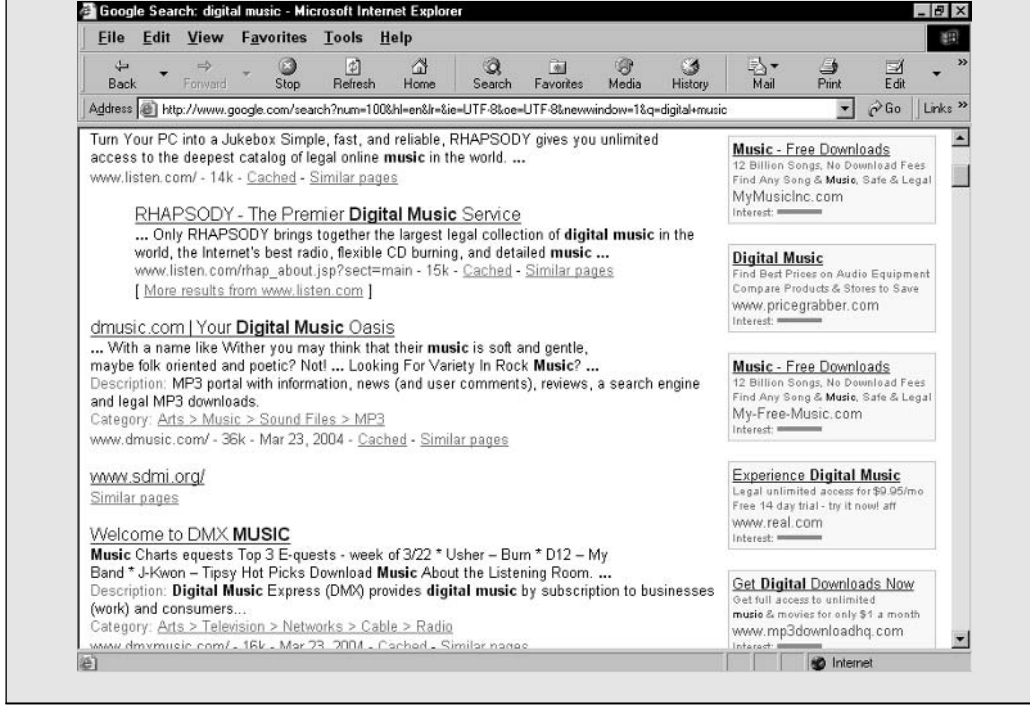 Google Search: digital music - Microsoft Internet Explorer
File Edit View Favorites Tools Help
Back Forward Stop Refresh Home Search Favorites Media History Mail Print Edit »
Address http://www.google.com/search?num=100&hl=en&lr=&ie=UTF-8&oe=UTF-8&newwindow=1&q=digital+music Go Links »
Turn Your PC into a Jukebox Simple, fast, and reliable, RHAPSODY gives you unlimited
access to the deepest catalog of legal online music in the world. ...
www.listen.com/ - 14k - Cached - Similar pages
RHAPSODY - The Premier Digital Music Service
... Only RHAPSODY brings together the largest legal collection of digital music in the
world, the Internet's best radio, flexible CD burning, and detailed music ...
www.listen.com/rhap_about.jsp?sect=main - 15k - Cached - Similar pages
[ More results from www.listen.com ]
dmusic.com | Your Digital Music Oasis
... With a name like Wither you may think that their music is soft and gentle,
maybe folk oriented and poetic? Not! ... Looking For Variety In Rock Music? ...
Description: MP3 portal with information, news (and user comments), reviews, a search engine
and legal MP3 downloads.
Category: Arts > Music > Sound Files > MP3
www.dmusic.com/ - 36k - Mar 23, 2004 - Cached - Similar pages
www.sdmi.org/
Similar pages
Welcome to DMX MUSIC
Music Charts equests Top 3 E-quests - week of 3/22 * Usher – Burn * D12 – My
Band * J-Kwon – Tipsy Hot Picks Download Music About the Listening Room. ...
Description: Digital Music Express (DMX) provides digital music by subscription to businesses
(work) and consumers...
Category: Arts > Television > Networks > Cable > Radio
www.dmxmusic.com/ - 16k - Mar 23, 2004 - Cached - Similar pages
Music - Free Downloads
12 Billion Songs, No Download Fees
Find Any Song & Music, Safe & Legal
MyMusicInc.com
Interest:
Digital Music
Find Best Prices on Audio Equipment
Compare Products & Stores to Save
www.pricegrabber.com
Interest:
Music - Free Downloads
12 Billion Songs, No Download Fees
Find Any Song & Music, Safe & Legal
My-Free-Music.com
Interest:
Experience Digital Music
Legal unlimited access for $9.95/mo
Free 14 day trial - try it now! aff
www.real.com
Interest:
Get Digital Downloads Now
Get full access to unlimited
music & movies for only $1 a month
www.mp3downloadhq.com
Interest:
Internet